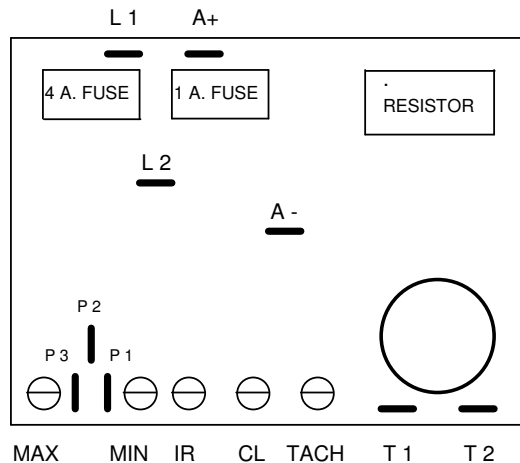 L 1 A+
4 A. FUSE 1 A. FUSE
RESISTOR
L 2
A -
P 2
P 3 P 1
MAX MIN IR CL TACH T 1 T 2